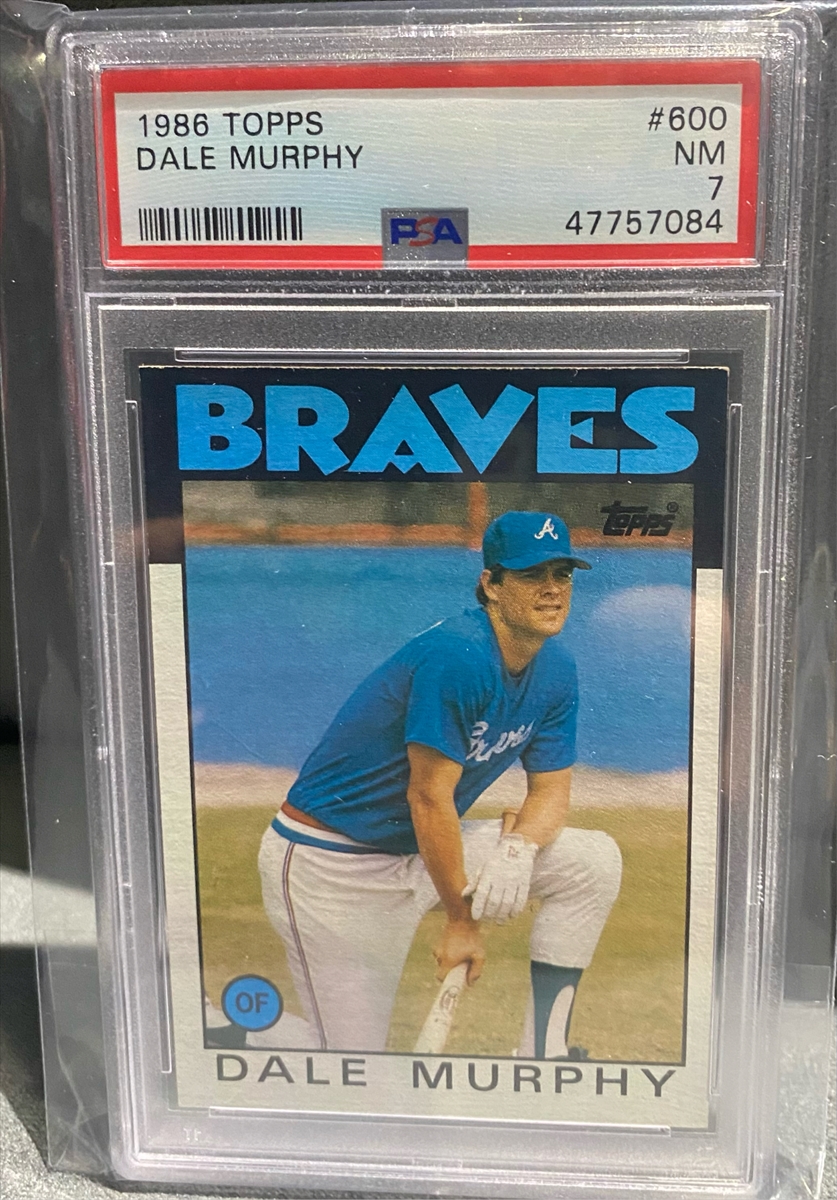 1986 TOPPS #600
DALE MURPHY NM
7
PSA 47757084
BRAVES
topps®
A
Braves
OF
DALE MURPHY